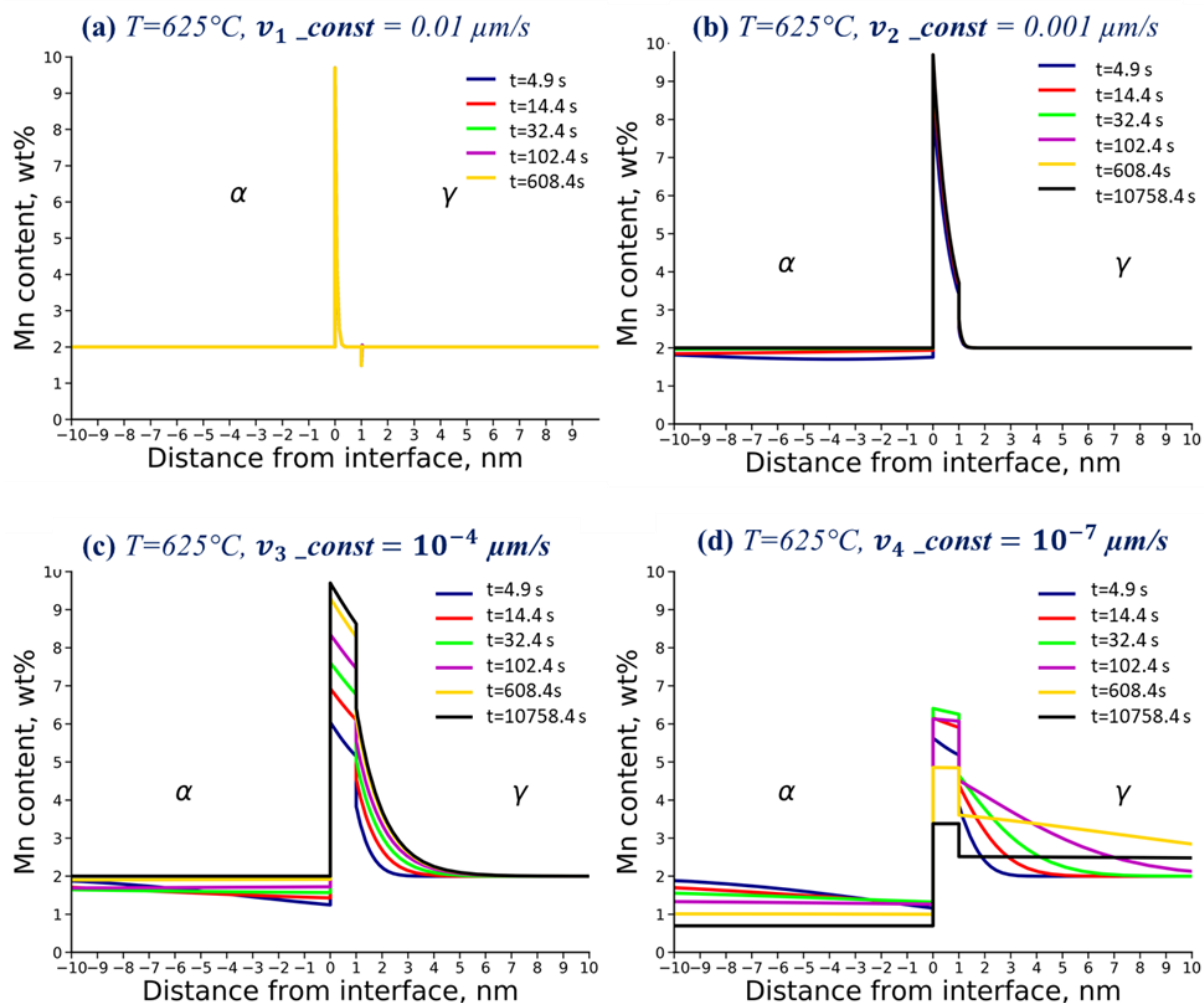 (a) T=625°C, v₁ _const = 0.01 μm/s
10
9
8
7
6
5
4
3
2
1
0
Mn content, wt%
t=4.9 s
t=14.4 s
t=32.4 s
t=102.4 s
t=608.4s
α
γ
−10−9 −8 −7 −6 −5 −4 −3 −2 −1 0 1 2 3 4 5 6 7 8 9
Distance from interface, nm
(b) T=625°C, v₂ _const = 0.001 μm/s
10
9
8
7
6
5
4
3
2
1
0
Mn content, wt%
t=4.9 s
t=14.4 s
t=32.4 s
t=102.4 s
t=608.4s
t=10758.4 s
α
γ
−10−9 −8 −7 −6 −5 −4 −3 −2 −1 0 1 2 3 4 5 6 7 8 9 10
Distance from interface, nm
(c) T=625°C, v₃ _const = 10⁻⁴ μm/s
10
9
8
7
6
5
4
3
2
1
0
Mn content, wt%
t=4.9 s
t=14.4 s
t=32.4 s
t=102.4 s
t=608.4s
t=10758.4s
α
γ
−10−9 −8 −7 −6 −5 −4 −3 −2 −1 0 1 2 3 4 5 6 7 8 9 10
Distance from interface, nm
(d) T=625°C, v₄ _const = 10⁻⁷ μm/s
10
9
8
7
6
5
4
3
2
1
0
Mn content, wt%
t=4.9 s
t=14.4 s
t=32.4 s
t=102.4 s
t=608.4s
t=10758.4s
α
γ
−10−9 −8 −7 −6 −5 −4 −3 −2 −1 0 1 2 3 4 5 6 7 8 9 10
Distance from interface, nm